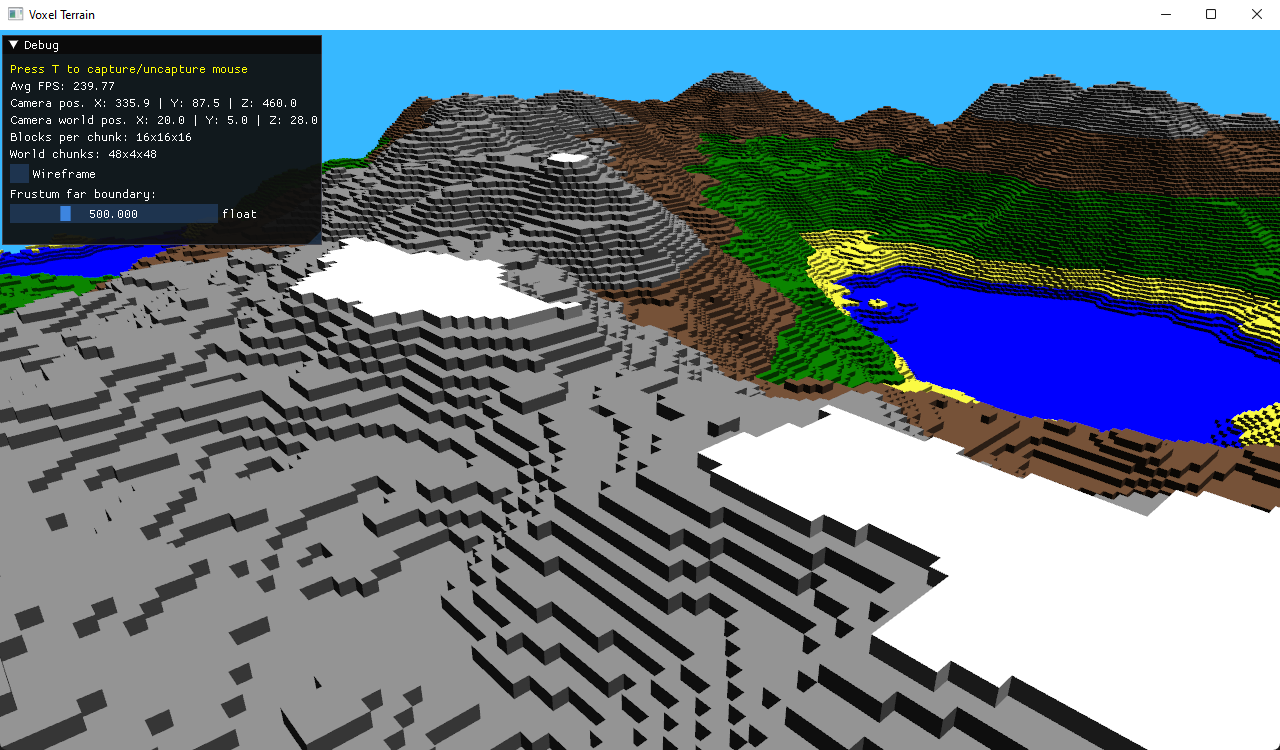 Voxel Terrain
▼ Debug
Press T to capture/uncapture mouse
Avg FPS: 239.77
Camera pos. X: 335.9 | Y: 87.5 | Z: 460.0
Camera world pos. X: 20.0 | Y: 5.0 | Z: 28.0
Blocks per chunk: 16x16x16
World chunks: 48x4x48
Wireframe
Frustum far boundary:
500.000 float